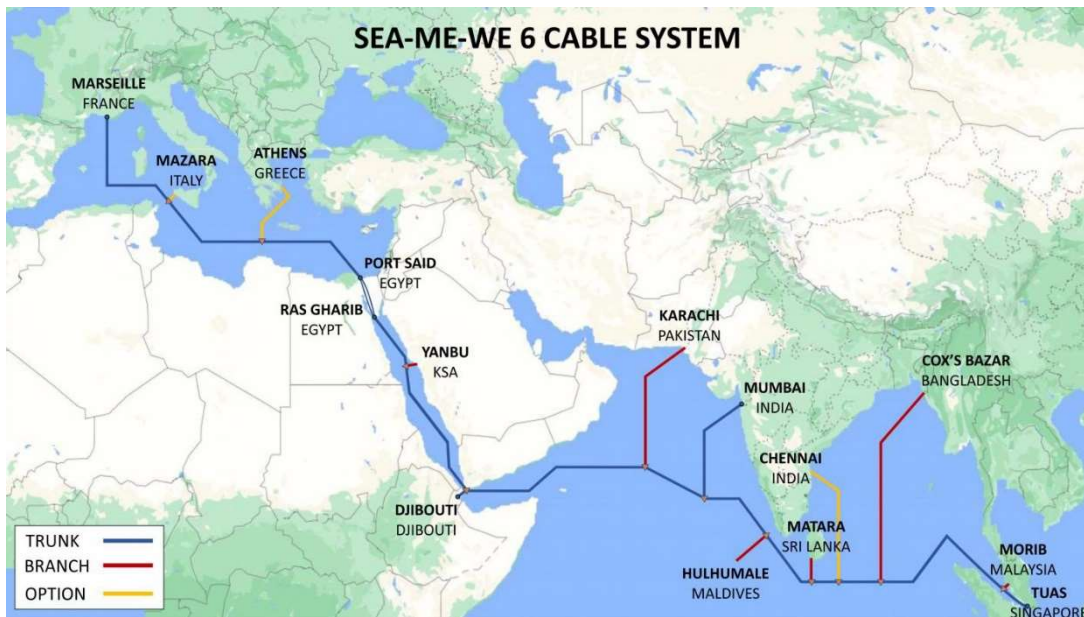 SEA-ME-WE 6 CABLE SYSTEM
MARSEILLE
FRANCE
MAZARA
ITALY
ATHENS
GREECE
PORT SAID
EGYPT
RAS GHARIB
EGYPT
YANBU
KSA
KARACHI
PAKISTAN
COX'S BAZAR
BANGLADESH
MUMBAI
INDIA
CHENNAI
INDIA
DJIBOUTI
DJIBOUTI
MATARA
SRI LANKA
HULHUMALE
MALDIVES
MORIB
MALAYSIA
TUAS
SINGAPORE
TRUNK
BRANCH
OPTION